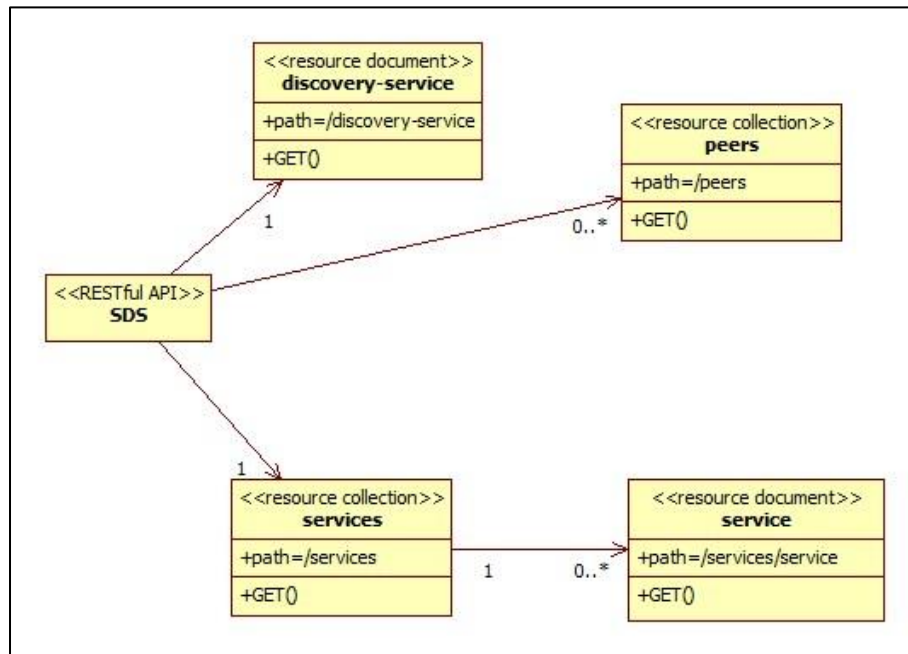 <<resource document>>
discovery-service
+path=/discovery-service
+GET()
<<resource collection>>
peers
+path=/peers
+GET()
1
0..*
<<RESTful API>>
SDS
1
<<resource collection>>
services
+path=/services
+GET()
1
0..*
<<resource document>>
service
+path=/services/service
+GET()